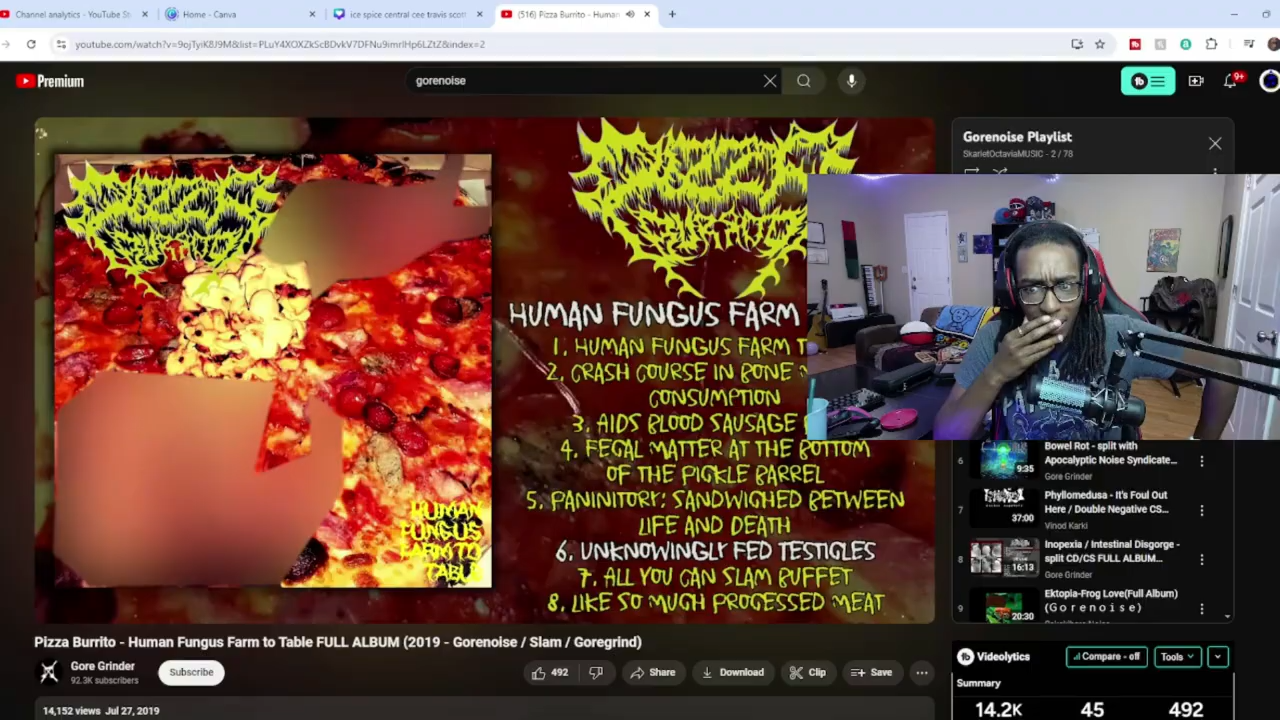 Channel analytics - YouTube St
Home - Canva
ice spice central cee travis scott
(516) Pizza Burrito - Human
youtube.com/watch?v=9ojTyiK8J9M&list=PLuY4XOXZkScBDvkV7DFNu9imrlHp6LZtZ&index=2
Premium
gorenoise
9+
Gorenoise Playlist
SkarletOctaviaMUSIC - 2 / 78
PIZZA
BURRITO
PIZZA
BURRITO
HUMAN
FUNGUS
FARM TO
TABLE
HUMAN FUNGUS FARM
1. HUMAN FUNGUS FARM T
2. CRASH COURSE IN BONE
CONSUMPTION
3. AIDS BLOOD SAUSAGE
4. FECAL MATTER AT THE BOTTOM
OF THE PICKLE BARREL
5. PANINITORY: SANDWICHED BETWEEN
LIFE AND DEATH
6. UNKNOWINGLY FED TESTICLES
7. ALL YOU CAN SLAM BUFFET
8. LIKE SO MUCH PROCESSED MEAT
6
9:35
Bowel Rot - split with
Apocalyptic Noise Syndicate...
Gore Grinder
7
37:00
Phyllomedusa - It's Foul Out
Here / Double Negative CS...
Vinod Karki
8
16:13
Inopexia / Intestinal Disgorge -
split CD/CS FULL ALBUM...
Gore Grinder
9
20:30
Ektopia-Frog Love(Full Album)
(Gorenoise)
Pizza Burrito - Human Fungus Farm to Table FULL ALBUM (2019 - Gorenoise / Slam / Goregrind)
Gore Grinder
92.3K subscribers
Subscribe
492
Share
Download
Clip
Save
14,152 views Jul 27, 2019
Videolytics
Compare - off
Tools
Summary
14.2K
45
492